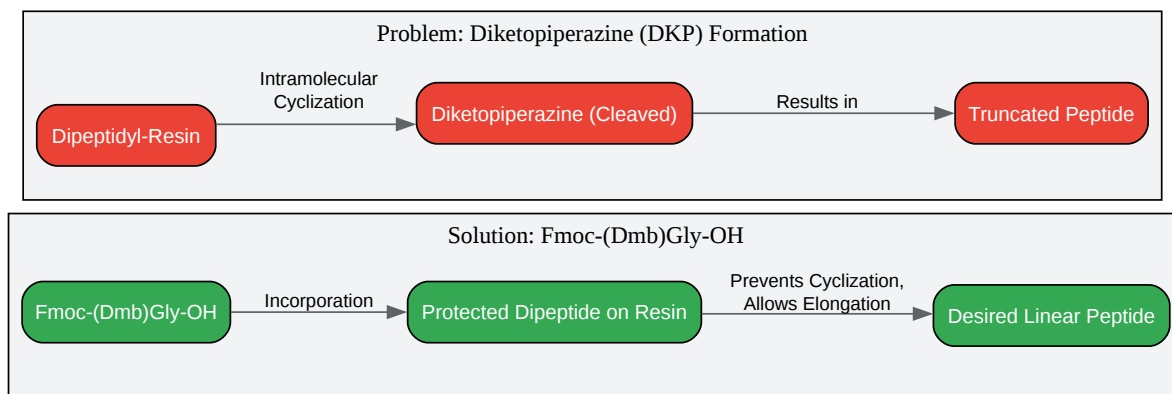 Problem: Diketopiperazine (DKP) Formation
Intramolecular
Cyclization
Results in
Dipeptidyl-Resin
Diketopiperazine (Cleaved)
Truncated Peptide
Solution: Fmoc-(Dmb)Gly-OH
Incorporation
Prevents Cyclization,
Allows Elongation
Fmoc-(Dmb)Gly-OH
Protected Dipeptide on Resin
Desired Linear Peptide